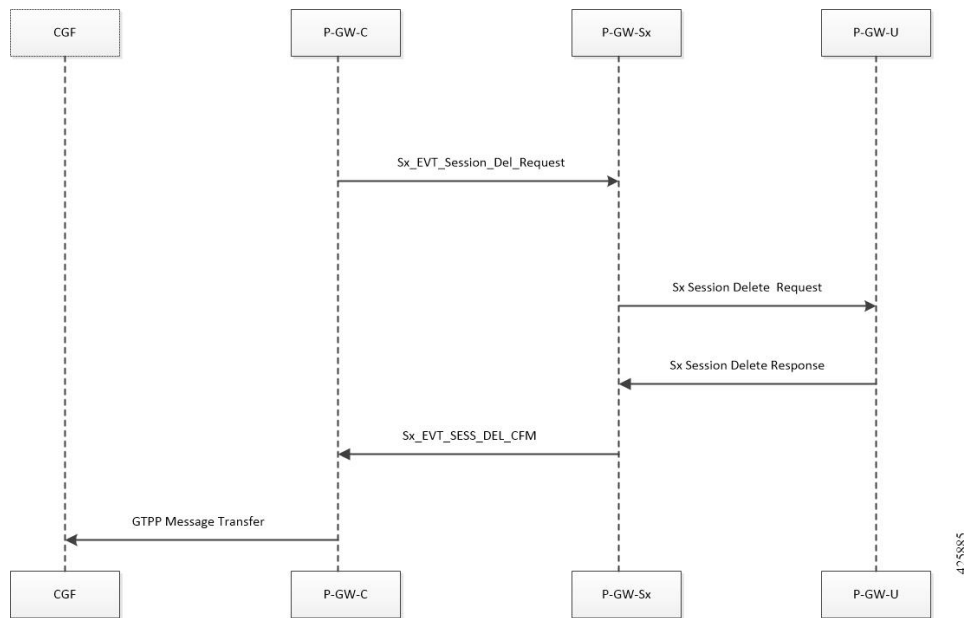 CGF
P-GW-C
P-GW-Sx
P-GW-U
Sx_EVT_Session_Del_Request
Sx Session Delete Request
Sx Session Delete Response
Sx_EVT_SESS_DEL_CFM
GTPP Message Transfer
CGF
P-GW-C
P-GW-Sx
P-GW-U
425885